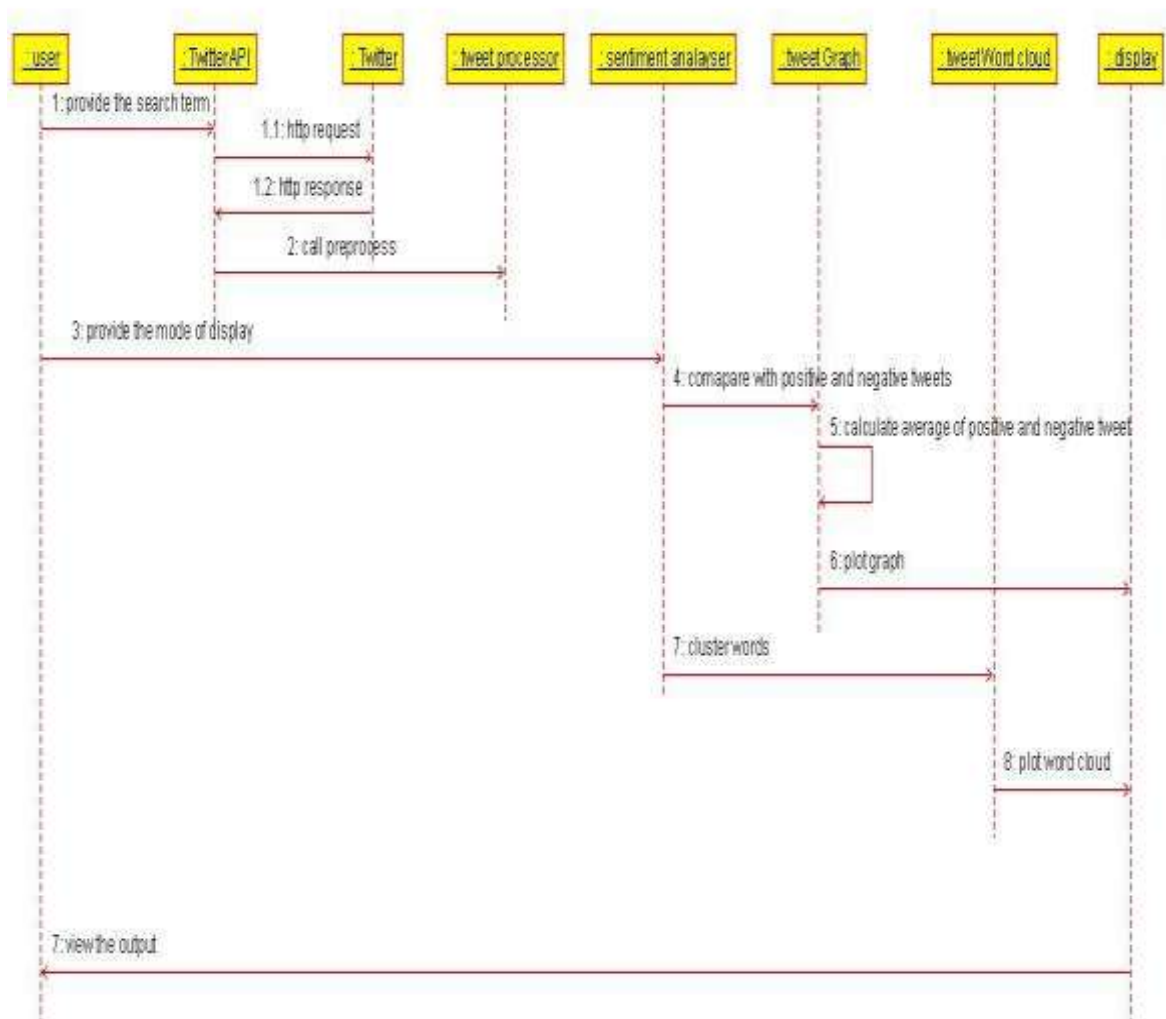 : user
: TwitterAPI
: Twitter
: tweet processor
: sentiment analayser
: tweet Graph
: tweetWord cloud
: display
1: provide the search term
1.1: http request
1.2: http response
2: call preprocess
3: provide the mode of display
4: comapare with positive and negative tweets
5: calculate average of positive and negative tweet
6: plot graph
7: cluster words
8: plot word cloud
7: view the output